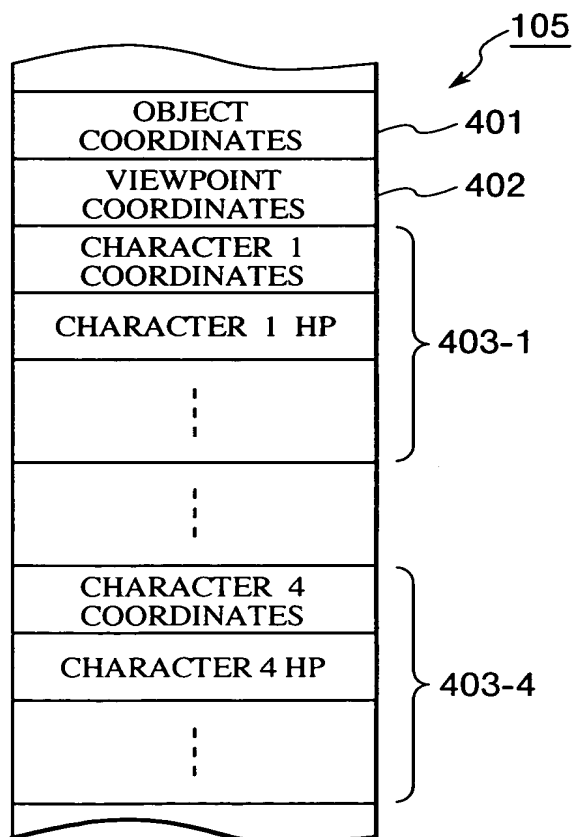 105
OBJECT
COORDINATES
401
VIEWPOINT
COORDINATES
402
CHARACTER 1
COORDINATES
CHARACTER 1 HP
403-1
CHARACTER 4
COORDINATES
CHARACTER 4 HP
403-4